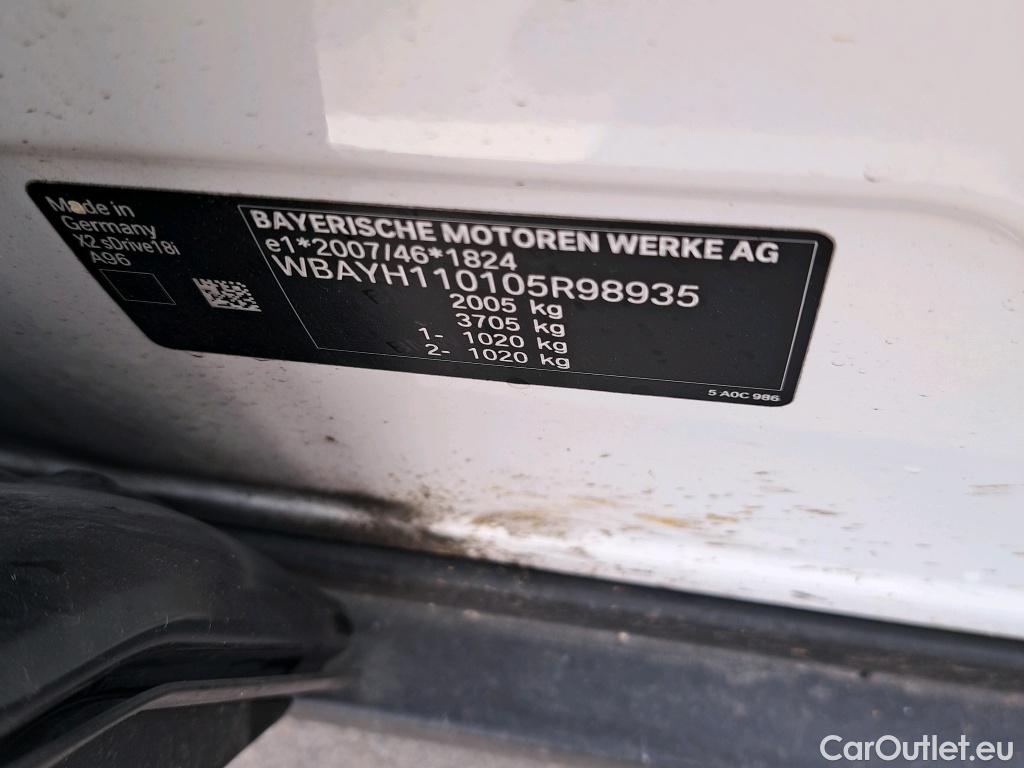 Made in
Germany
X2 sDrive18i
A96
BAYERISCHE MOTOREN WERKE AG
e1*2007/46*1824
WBAYH110105R98935
2005 kg
3705 kg
1- 1020 kg
2- 1020 kg
5 A0C 986
CarOutlet.eu